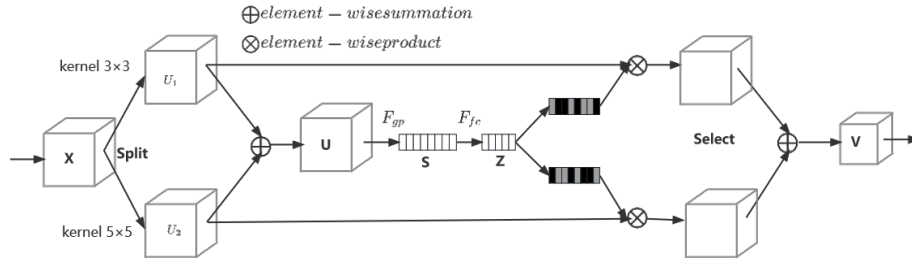 ⊕element − wisesummation
⊗element − wiseproduct
kernel 3×3
U₁
X
Split
U
F_gp
S
F_fc
Z
Select
V
kernel 5×5
U₂